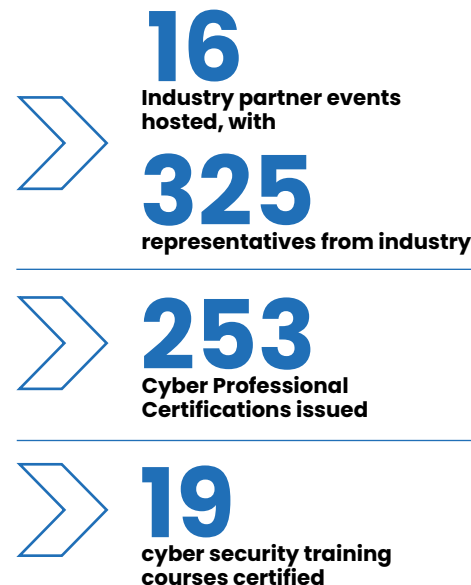 16
Industry partner events
hosted, with
325
representatives from industry
253
Cyber Professional
Certifications issued
19
cyber security training
courses certified